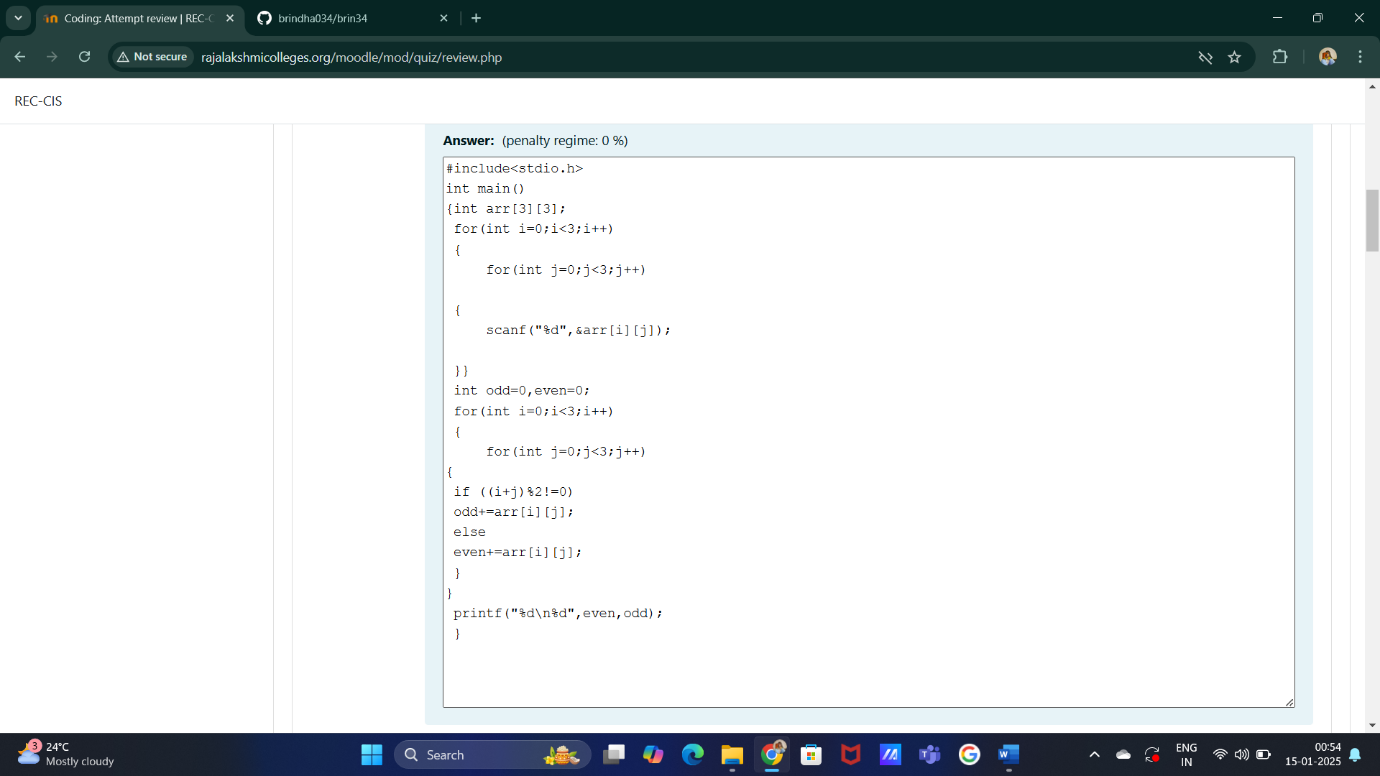 Coding: Attempt review | REC-C
brindha034/brin34
Not secure
rajalakshmicolleges.org/moodle/mod/quiz/review.php
REC-CIS
Answer: (penalty regime: 0 %)
#include<stdio.h>
int main()
{int arr[3][3];
 for(int i=0;i<3;i++)
 {
     for(int j=0;j<3;j++)
 {
     scanf("%d",&arr[i][j]);
 }}
 int odd=0,even=0;
 for(int i=0;i<3;i++)
 {
     for(int j=0;j<3;j++)
{
 if ((i+j)%2!=0)
 odd+=arr[i][j];
 else
 even+=arr[i][j];
 }
}
 printf("%d\n%d",even,odd);
 }
3
24°C
Mostly cloudy
Search
W
ENG
IN
00:54
15-01-2025